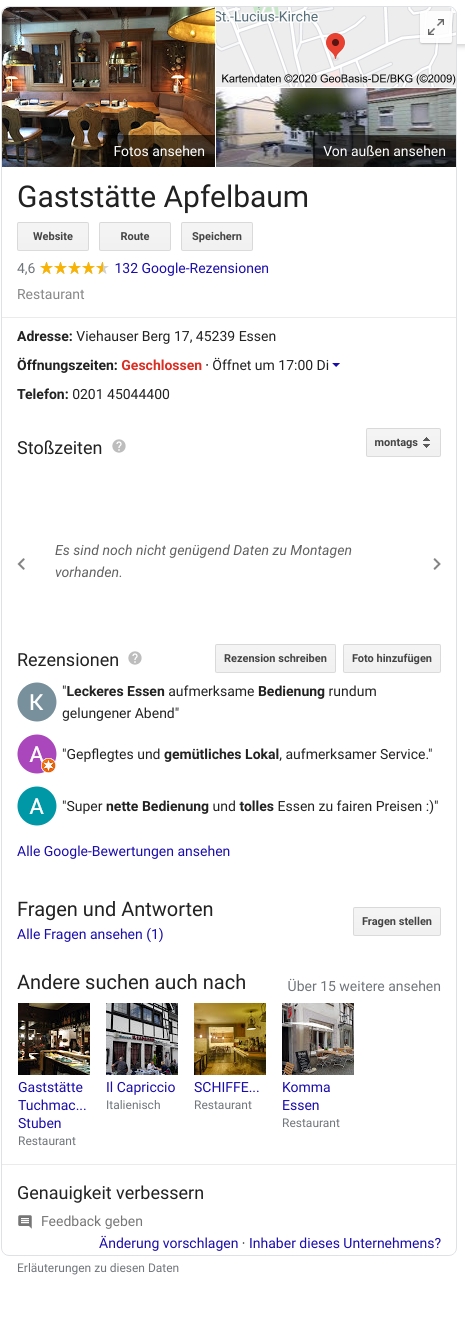 St.-Lucius-Kirche
Kartendaten ©2020 GeoBasis-DE/BKG (©2009)
Fotos ansehen
Von außen ansehen
Gaststätte Apfelbaum
Website Route Speichern
4,6 132 Google-Rezensionen
Restaurant
Adresse: Viehauser Berg 17, 45239 Essen
Öffnungszeiten: Geschlossen · Öffnet um 17:00 Di
Telefon: 0201 45044400
Stoßzeiten
montags
Es sind noch nicht genügend Daten zu Montagen
vorhanden.
Rezensionen
Rezension schreiben Foto hinzufügen
K
"Leckeres Essen aufmerksame Bedienung rundum
gelungener Abend"
A
"Gepflegtes und gemütliches Lokal, aufmerksamer Service."
A
"Super nette Bedienung und tolles Essen zu fairen Preisen :)"
Alle Google-Bewertungen ansehen
Fragen und Antworten
Alle Fragen ansehen (1)
Fragen stellen
Andere suchen auch nach
Über 15 weitere ansehen
Gaststätte
Tuchmac...
Stuben
Restaurant
Il Capriccio
Italienisch
SCHIFFE...
Restaurant
Komma
Essen
Restaurant
Genauigkeit verbessern
Feedback geben
Änderung vorschlagen · Inhaber dieses Unternehmens?
Erläuterungen zu diesen Daten